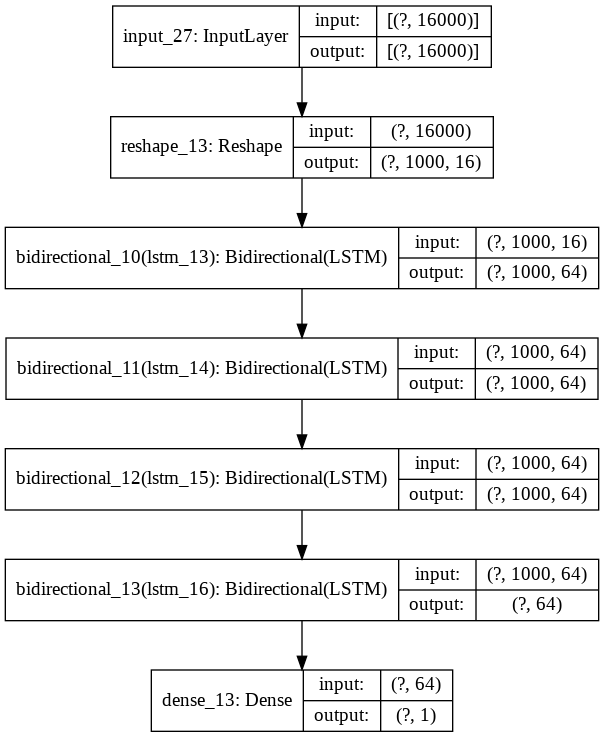 input_27: InputLayer
input:
[(?, 16000)]
output:
[(?, 16000)]
reshape_13: Reshape
input:
(?, 16000)
output:
(?, 1000, 16)
bidirectional_10(lstm_13): Bidirectional(LSTM)
input:
(?, 1000, 16)
output:
(?, 1000, 64)
bidirectional_11(lstm_14): Bidirectional(LSTM)
input:
(?, 1000, 64)
output:
(?, 1000, 64)
bidirectional_12(lstm_15): Bidirectional(LSTM)
input:
(?, 1000, 64)
output:
(?, 1000, 64)
bidirectional_13(lstm_16): Bidirectional(LSTM)
input:
(?, 1000, 64)
output:
(?, 64)
dense_13: Dense
input:
(?, 64)
output:
(?, 1)